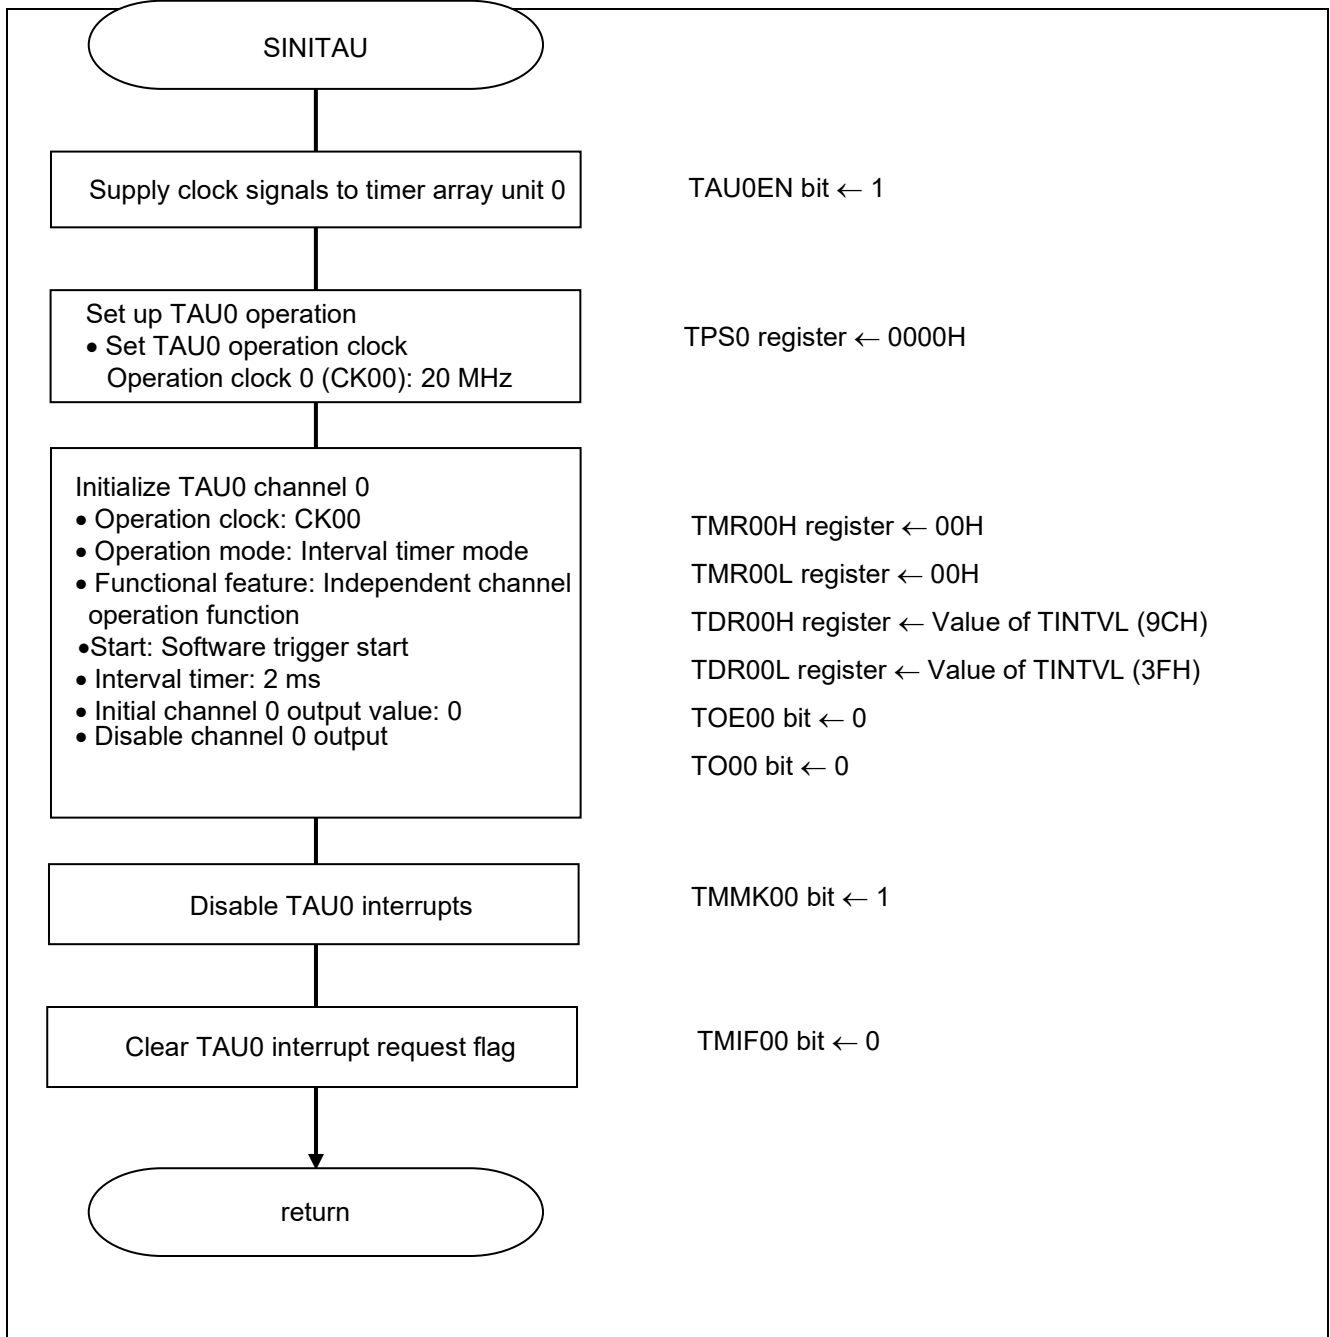 SINITAU
Supply clock signals to timer array unit 0
TAU0EN bit ← 1
Set up TAU0 operation
• Set TAU0 operation clock
Operation clock 0 (CK00): 20 MHz
TPS0 register ← 0000H
Initialize TAU0 channel 0
• Operation clock: CK00
• Operation mode: Interval timer mode
• Functional feature: Independent channel
operation function
•Start: Software trigger start
• Interval timer: 2 ms
• Initial channel 0 output value: 0
• Disable channel 0 output
TMR00H register ← 00H
TMR00L register ← 00H
TDR00H register ← Value of TINTVL (9CH)
TDR00L register ← Value of TINTVL (3FH)
TOE00 bit ← 0
TO00 bit ← 0
Disable TAU0 interrupts
TMMK00 bit ← 1
Clear TAU0 interrupt request flag
TMIF00 bit ← 0
return